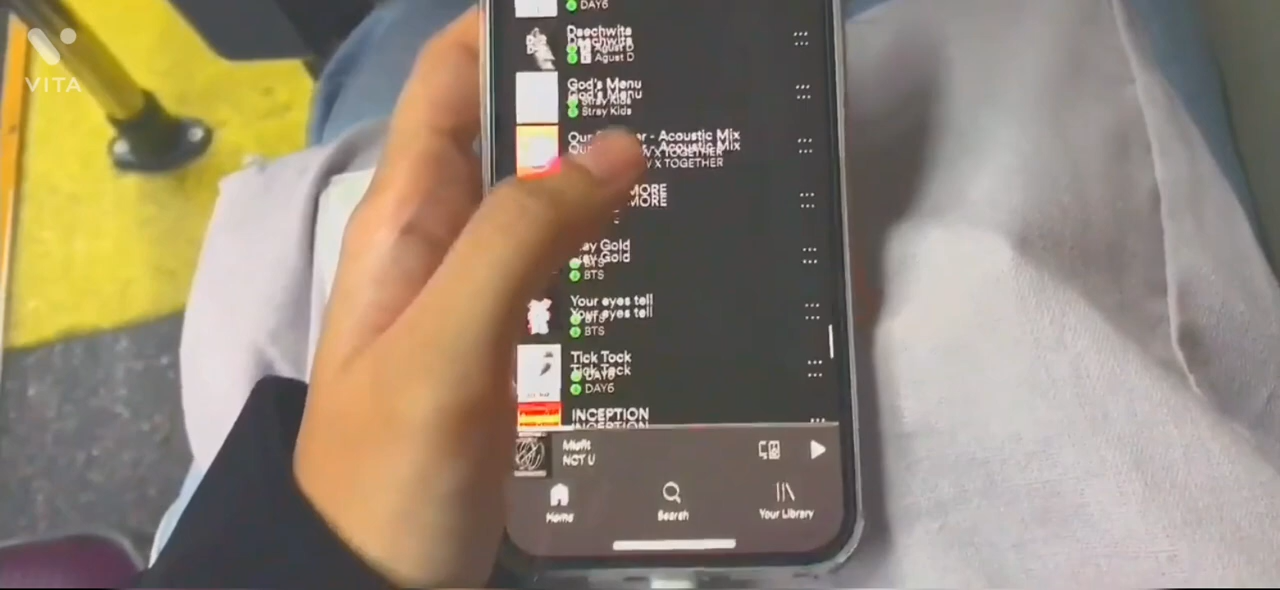 VITA
DAY6
Daechwita
E Agust D
God's Menu
Stray Kids
- Acoustic Mix
X TOGETHER
MORE
Gold
BTS
Your eyes tell
BTS
Tick Tock
DAY6
INCEPTION
Misfit
NCT U
Home
Search
Your Library